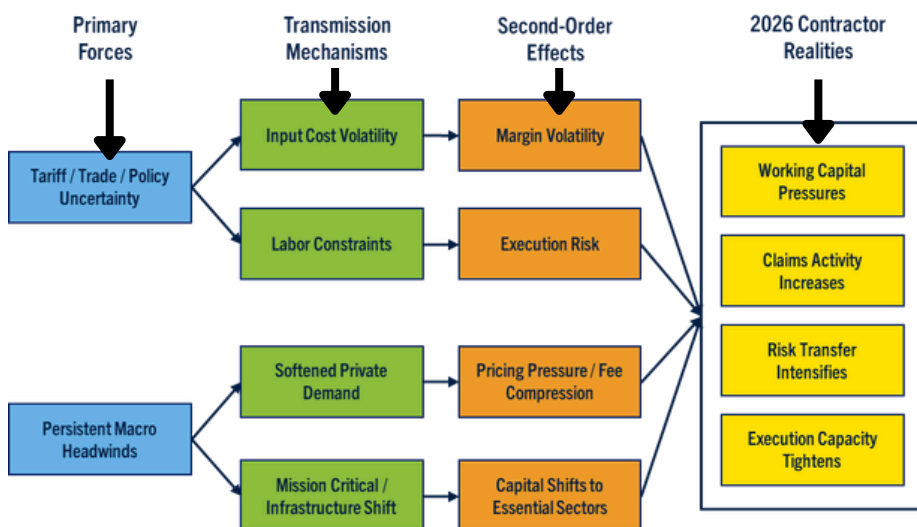 Primary
Forces
Transmission
Mechanisms
Second-Order
Effects
2026 Contractor
Realities
Tariff / Trade / Policy
Uncertainty
Input Cost Volatility
Margin Volatility
Labor Constraints
Execution Risk
Persistent Macro
Headwinds
Softened Private
Demand
Pricing Pressure / Fee
Compression
Mission Critical /
Infrastructure Shift
Capital Shifts to
Essential Sectors
Working Capital
Pressures
Claims Activity
Increases
Risk Transfer
Intensifies
Execution Capacity
Tightens